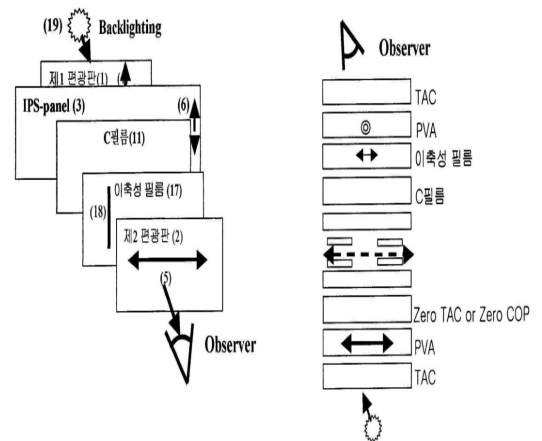 (19) Backlighting
제1 편광판(1)
IPS-panel (3) (6)
C필름(11)
이축성 필름 (17)
(18)
제2 편광판 (2)
(5)
Observer
Observer
TAC
PVA
이축성 필름
C필름
Zero TAC or Zero COP
PVA
TAC